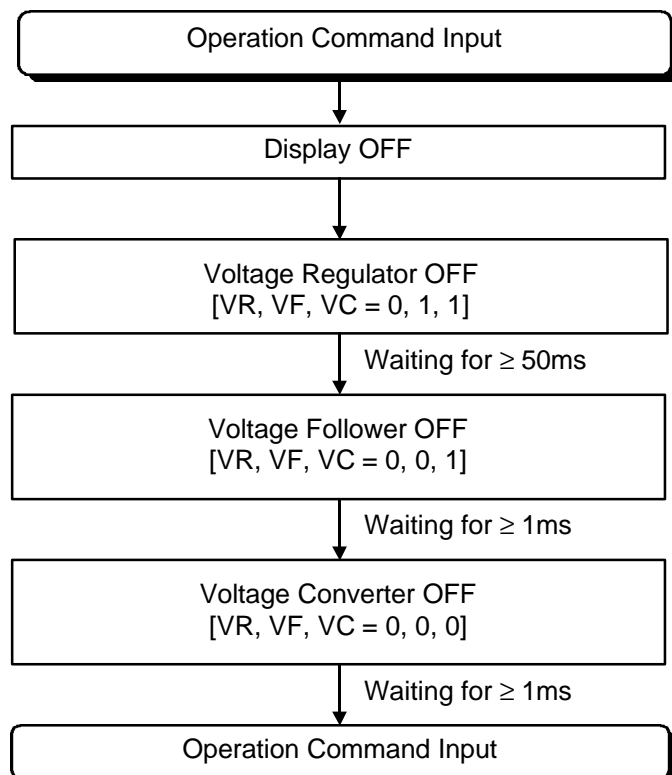 Operation Command Input
Display OFF
Voltage Regulator OFF
[VR, VF, VC = 0, 1, 1]
Waiting for ≥ 50ms
Voltage Follower OFF
[VR, VF, VC = 0, 0, 1]
Waiting for ≥ 1ms
Voltage Converter OFF
[VR, VF, VC = 0, 0, 0]
Waiting for ≥ 1ms
Operation Command Input